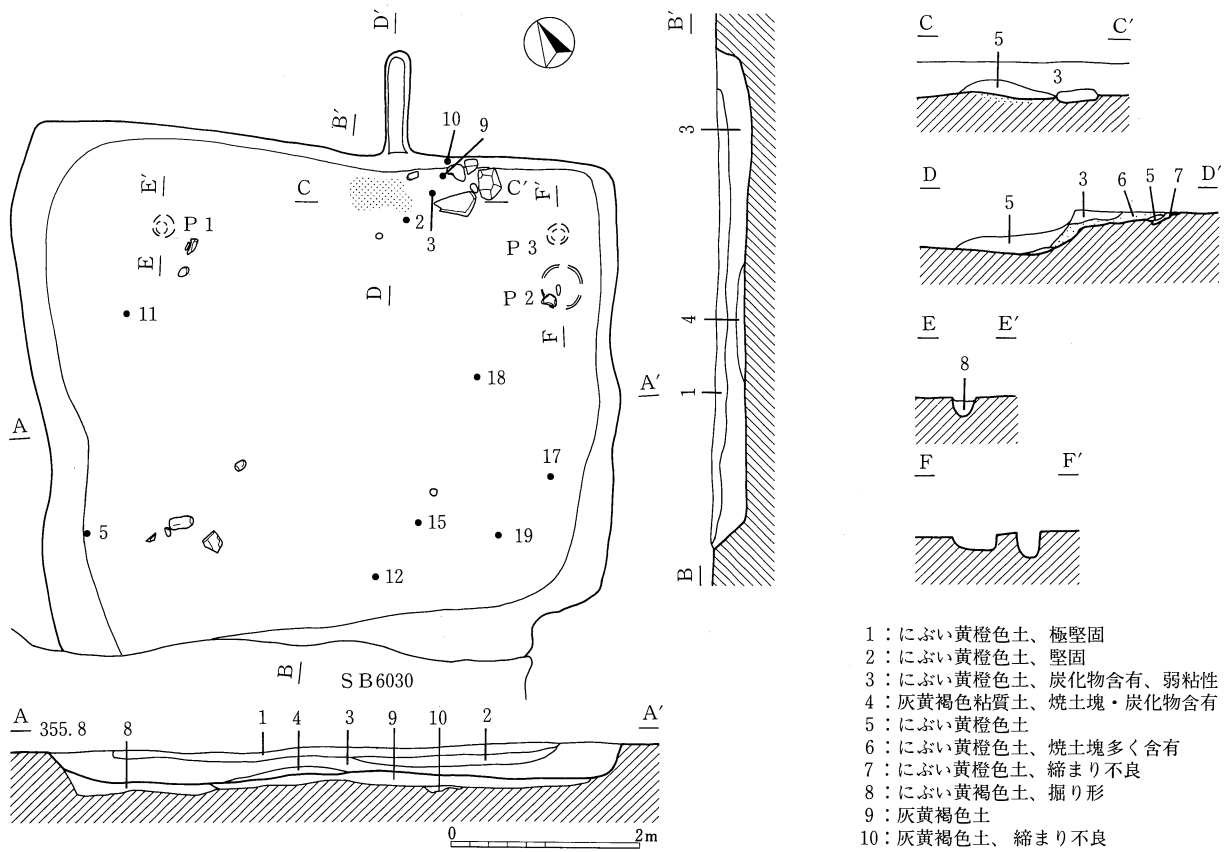 D'
B'
10
9
E'
C
C'
F'
P 1
2
3
P 3
E
D
P 2
F
11
18
A'
A
17
5
15
19
12
B
SB6030
A
355.8
8
1
4
3
9
10
2
A'
0
2m
B'
3
4
1
B
C
C'
5
3
D
D'
5
3
6
5
7
E
E'
8
F
F'
1：にぶい黄橙色土、極堅固
2：にぶい黄橙色土、堅固
3：にぶい黄橙色土、炭化物含有、弱粘性
4：灰黄褐色粘質土、焼土塊・炭化物含有
5：にぶい黄橙色土
6：にぶい黄橙色土、焼土塊多く含有
7：にぶい黄橙色土、締まり不良
8：にぶい黄褐色土、掘り形
9：灰黄褐色土
10：灰黄褐色土、締まり不良